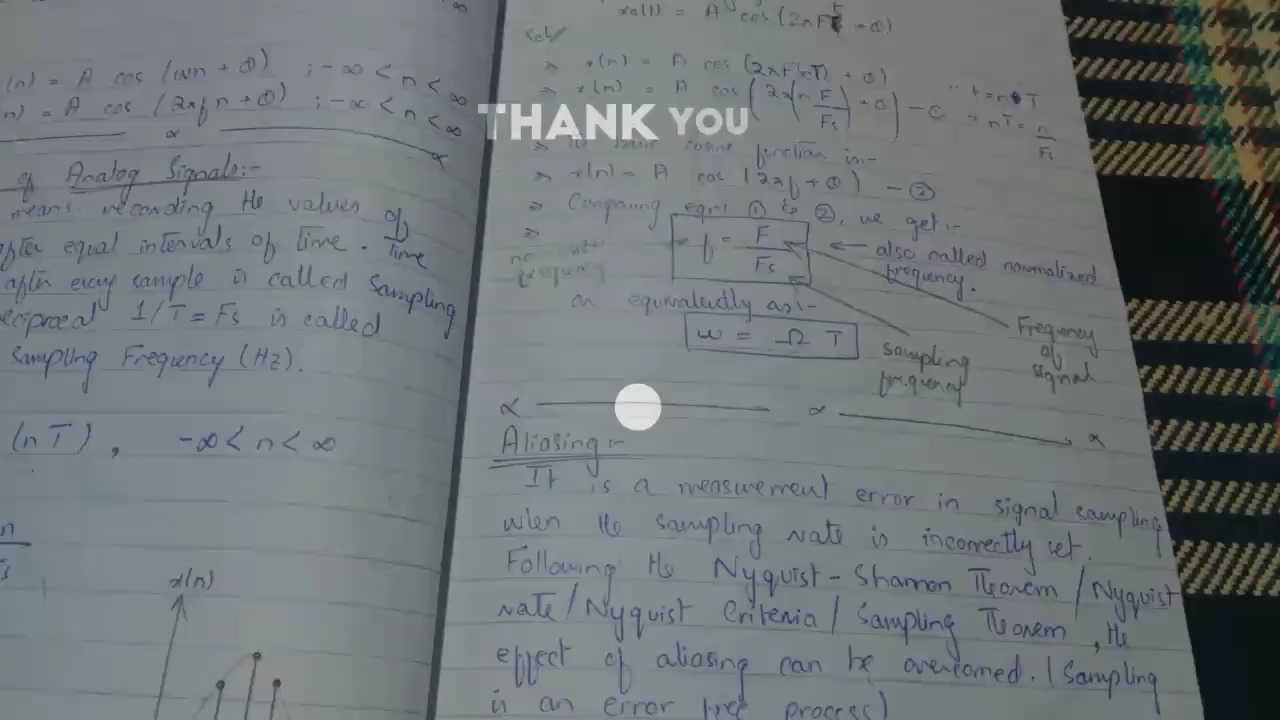 (n) = A cos (ωn + Θ) ; -∞ < n < ∞
n) = A cos (2πfn + Θ) ; -∞ < n < ∞
of Analog Signals:-
means recording the values of
after equal intervals of time. Time
after every sample is called Sampling
reciprocal 1/T = Fs is called
Sampling Frequency (Hz).
(nT), -∞ < n < ∞
n
x(n)
xa(t) = A cos (2πFt + Θ)
Sol
⇒ x(n) = A cos (2πF(nT) + Θ)
⇒ x(n) = A cos (2π(n F/Fs) + Θ) - ① ∵ t = nT
⇒ nT = n/Fs
THANK YOU
cosine function is:-
⇒ x(n) = A cos (2πf + Θ) - ②
⇒ Comparing eqns ① & ②, we get:-
⇒ f = F/Fs ← also called normalized
frequency.
or equivalently as:-
ω = Ω T
sampling
frequency
Frequency
of
signal
Aliasing:-
It is a measurement error in signal sampling
when the sampling rate is incorrectly set.
Following the Nyquist-Shannon Theorem / Nyquist
rate / Nyquist Criteria / Sampling Theorem, the
effect of aliasing can be overcomed. (Sampling
is an error free process)